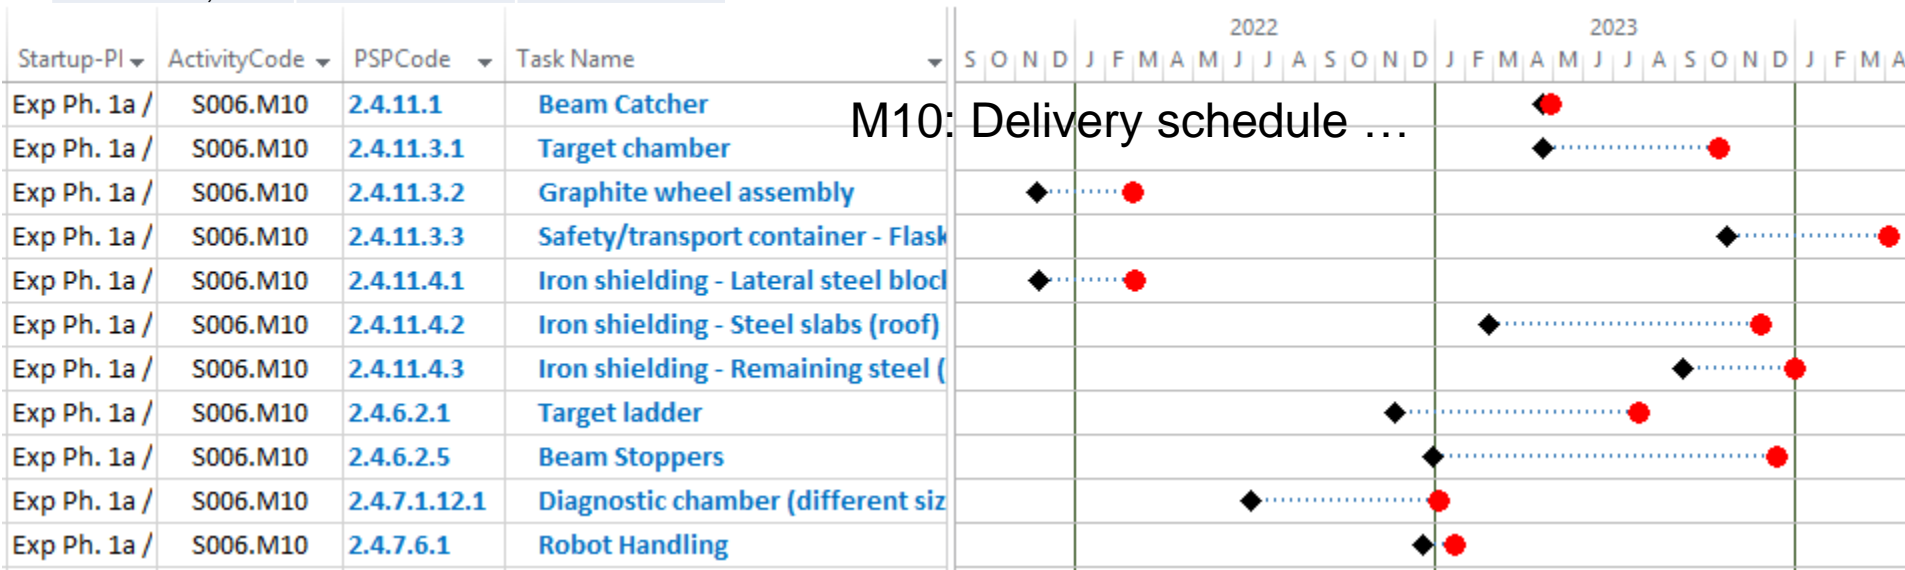 2022 2023
Startup-Pl ActivityCode PSPCode Task Name S O N D J F M A M J J A S O N D J F M A M J J A S O N D J F M A
Exp Ph. 1a / S006.M10 2.4.11.1 Beam Catcher
M10: Delivery schedule …
Exp Ph. 1a / S006.M10 2.4.11.3.1 Target chamber
Exp Ph. 1a / S006.M10 2.4.11.3.2 Graphite wheel assembly
Exp Ph. 1a / S006.M10 2.4.11.3.3 Safety/transport container - Flask
Exp Ph. 1a / S006.M10 2.4.11.4.1 Iron shielding - Lateral steel block
Exp Ph. 1a / S006.M10 2.4.11.4.2 Iron shielding - Steel slabs (roof)
Exp Ph. 1a / S006.M10 2.4.11.4.3 Iron shielding - Remaining steel (
Exp Ph. 1a / S006.M10 2.4.6.2.1 Target ladder
Exp Ph. 1a / S006.M10 2.4.6.2.5 Beam Stoppers
Exp Ph. 1a / S006.M10 2.4.7.1.12.1 Diagnostic chamber (different siz
Exp Ph. 1a / S006.M10 2.4.7.6.1 Robot Handling